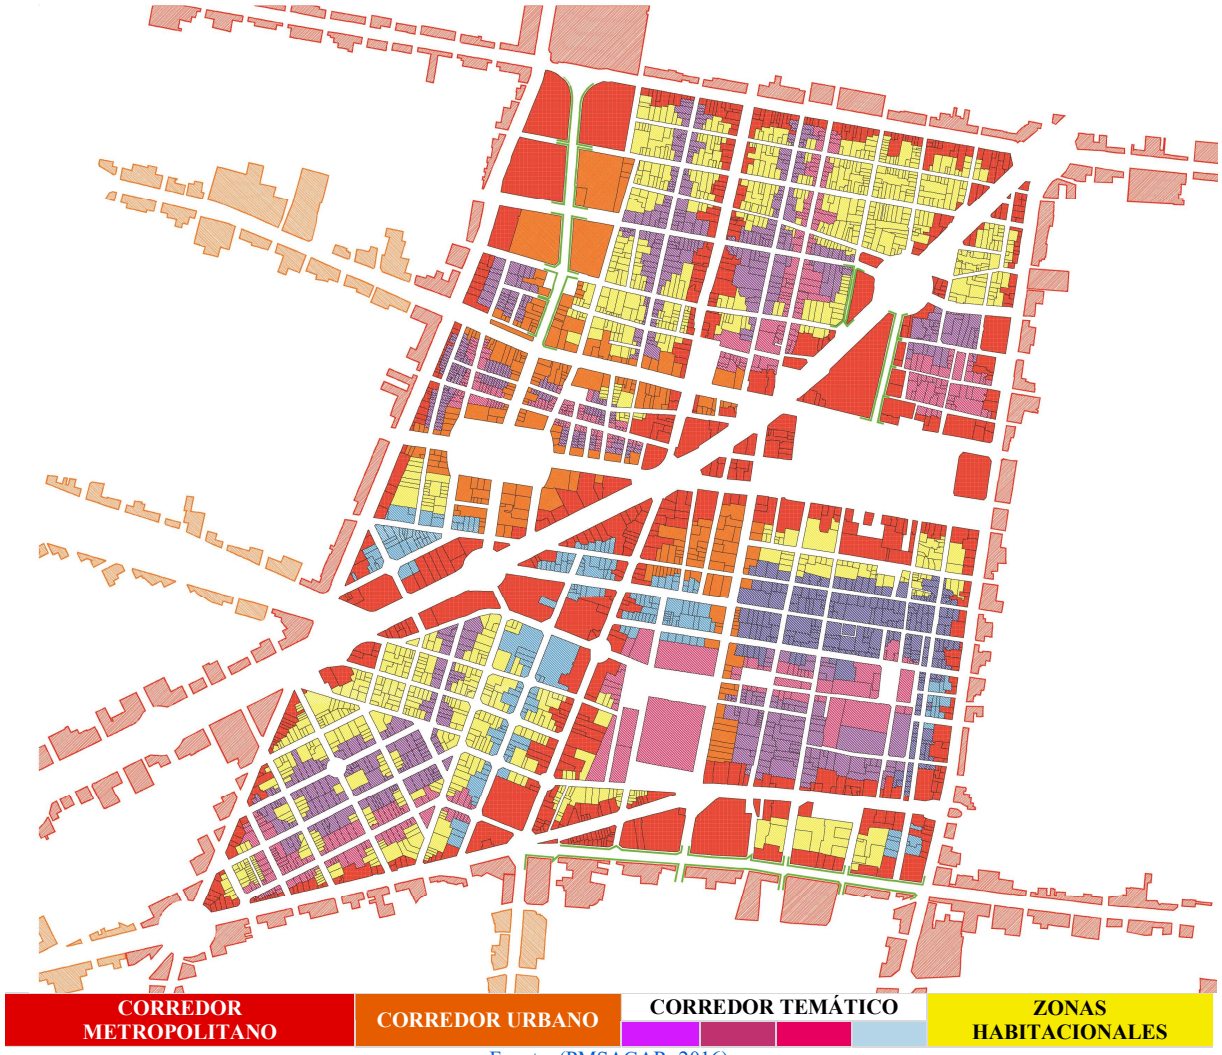 CORREDOR
METROPOLITANO
CORREDOR URBANO
CORREDOR TEMÁTICO
ZONAS
HABITACIONALES